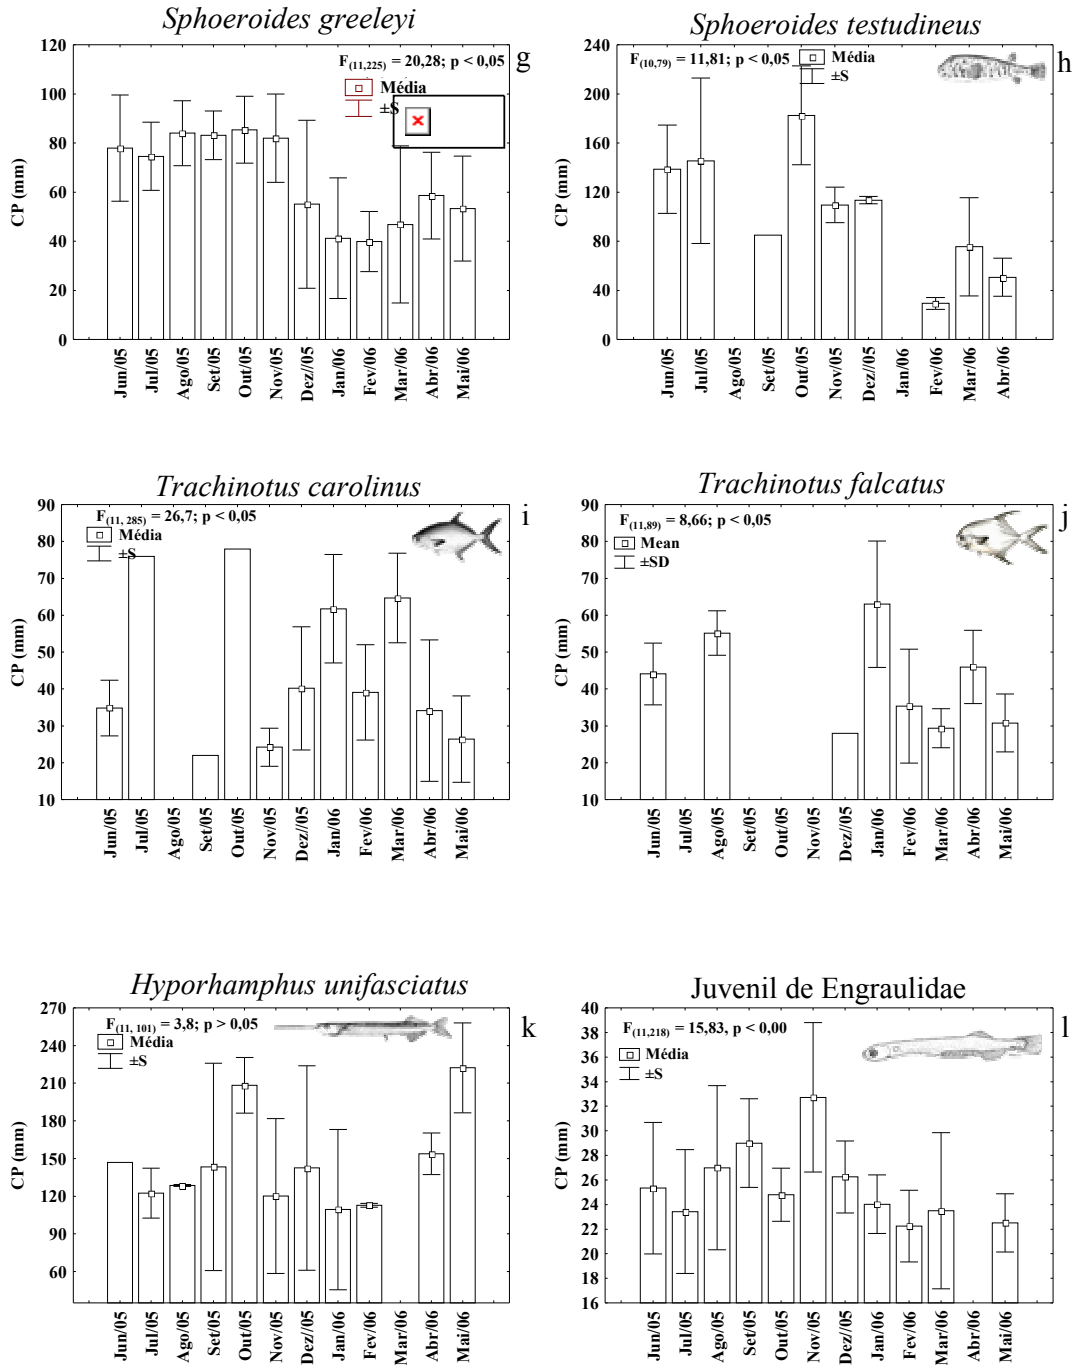 Sphoeroides greeleyi
g
F(11,225) = 20,28; p < 0,05
Média
±S
CP (mm)
120
100
80
60
40
20
0
Jun/05
Jul/05
Ago/05
Set/05
Out/05
Nov/05
Dez//05
Jan/06
Fev/06
Mar/06
Abr/06
Mai/06
Sphoeroides testudineus
h
F(10,79) = 11,81; p < 0,05
Média
±S
CP (mm)
240
200
160
120
80
40
0
Jun/05
Jul/05
Ago/05
Set/05
Out/05
Nov/05
Dez//05
Jan/06
Fev/06
Mar/06
Abr/06
Trachinotus carolinus
i
F(11, 285) = 26,7; p < 0,05
Média
±S
CP (mm)
90
80
70
60
50
40
30
20
10
Jun/05
Jul/05
Ago/05
Set/05
Out/05
Nov/05
Dez//05
Jan/06
Fev/06
Mar/06
Abr/06
Mai/06
Trachinotus falcatus
j
F(11,89) = 8,66; p < 0,05
Mean
±SD
CP (mm)
90
80
70
60
50
40
30
20
10
Jun/05
Jul/05
Ago/05
Set/05
Out/05
Nov/05
Dez//05
Jan/06
Fev/06
Mar/06
Abr/06
Mai/06
Hyporhamphus unifasciatus
k
F(11, 101) = 3,8; p > 0,05
Média
±S
CP (mm)
270
210
150
120
90
60
Jun/05
Jul/05
Ago/05
Set/05
Out/05
Nov/05
Dez//05
Jan/06
Fev/06
Mar/06
Abr/06
Mai/06
Juvenil de Engraulidae
l
F(11,218) = 15,83, p < 0,00
Média
±S
CP (mm)
40
38
36
34
32
30
28
26
24
22
20
18
16
Jun/05
Jul/05
Ago/05
Set/05
Out/05
Nov/05
Dez//05
Jan/06
Fev/06
Mar/06
Abr/06
Mai/06